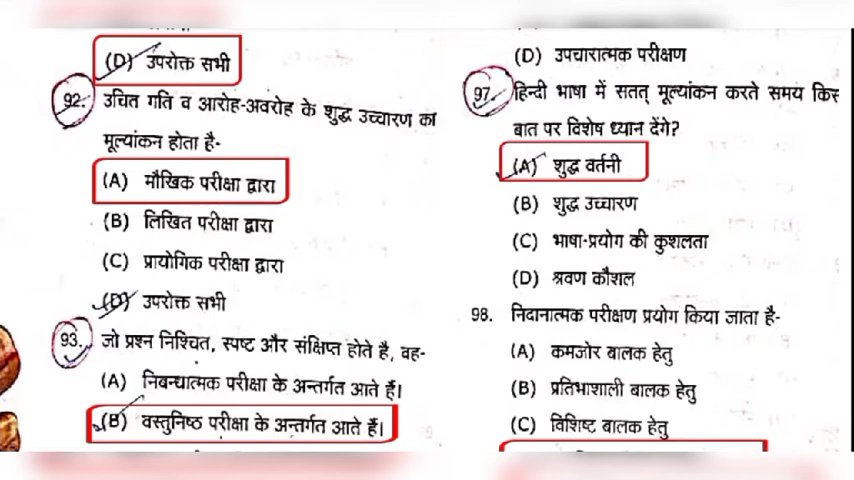 (D) उपरोक्त सभी
92. उचित गति व आरोह-अवरोह के शुद्ध उच्चारण का
मूल्यांकन होता है-
(A) मौखिक परीक्षा द्वारा
(B) लिखित परीक्षा द्वारा
(C) प्रायोगिक परीक्षा द्वारा
(D) उपरोक्त सभी
93. जो प्रश्न निश्चित, स्पष्ट और संक्षिप्त होते है, वह-
(A) निबन्धात्मक परीक्षा के अन्तर्गत आते हैं।
(B) वस्तुनिष्ठ परीक्षा के अन्तर्गत आते हैं।
(D) उपचारात्मक परीक्षण
97. हिन्दी भाषा में सतत् मूल्यांकन करते समय किस
बात पर विशेष ध्यान देंगे?
(A) शुद्ध वर्तनी
(B) शुद्ध उच्चारण
(C) भाषा-प्रयोग की कुशलता
(D) श्रवण कौशल
98. निदानात्मक परीक्षण प्रयोग किया जाता है-
(A) कमजोर बालक हेतु
(B) प्रतिभाशाली बालक हेतु
(C) विशिष्ट बालक हेतु